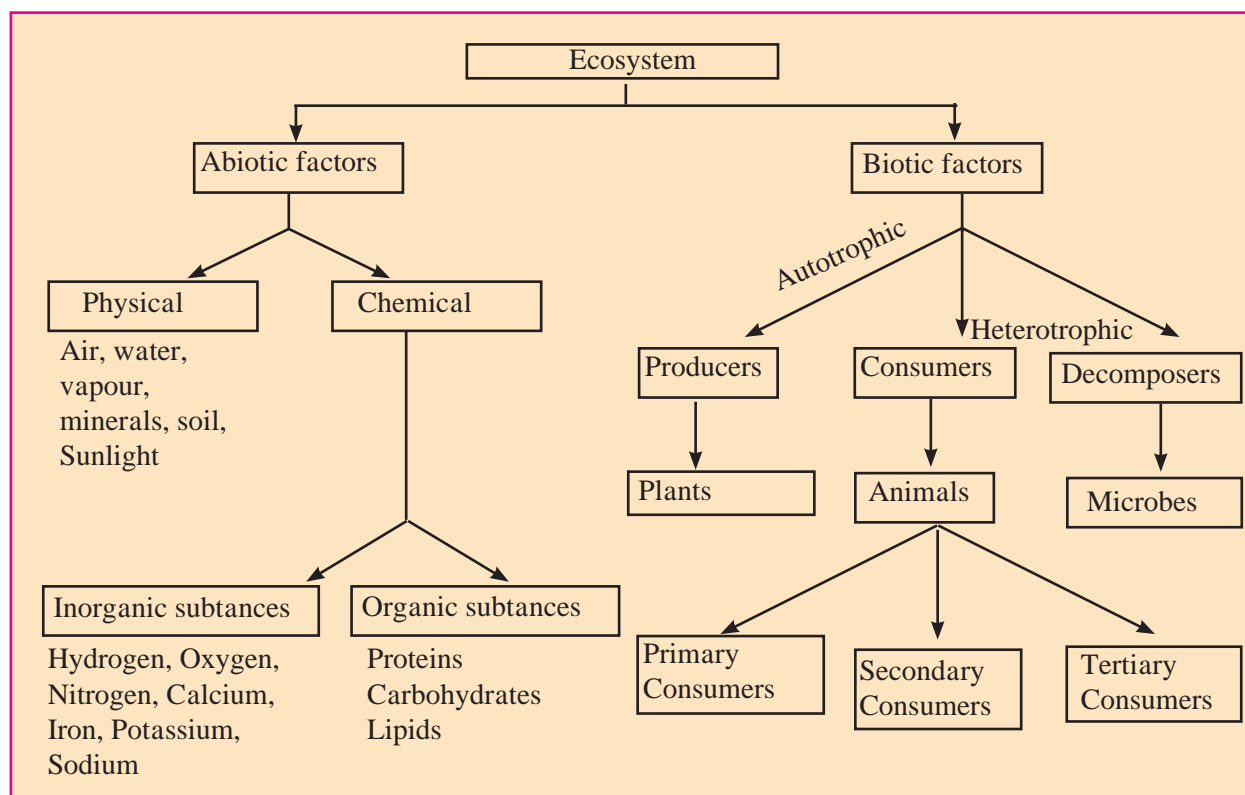 Ecosystem
Abiotic factors
Biotic factors
Autotrophic
Heterotrophic
Physical
Air, water,
vapour,
minerals, soil,
Sunlight
Chemical
Producers
Consumers
Decomposers
Plants
Animals
Microbes
Inorganic subtances
Hydrogen, Oxygen,
Nitrogen, Calcium,
Iron, Potassium,
Sodium
Organic subtances
Proteins
Carbohydrates
Lipids
Primary
Consumers
Secondary
Consumers
Tertiary
Consumers